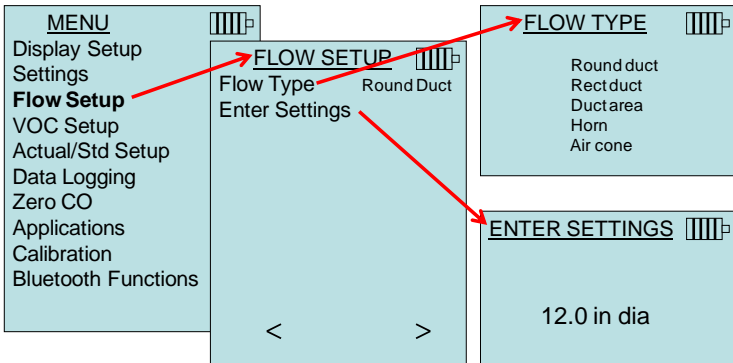 MENU
Display Setup
Settings
Flow Setup
VOC Setup
Actual/Std Setup
Data Logging
Zero CO
Applications
Calibration
Bluetooth Functions
FLOW SETUP
Flow Type Round Duct
Enter Settings
< >
FLOW TYPE
Round duct
Rect duct
Duct area
Horn
Air cone
ENTER SETTINGS
12.0 in dia